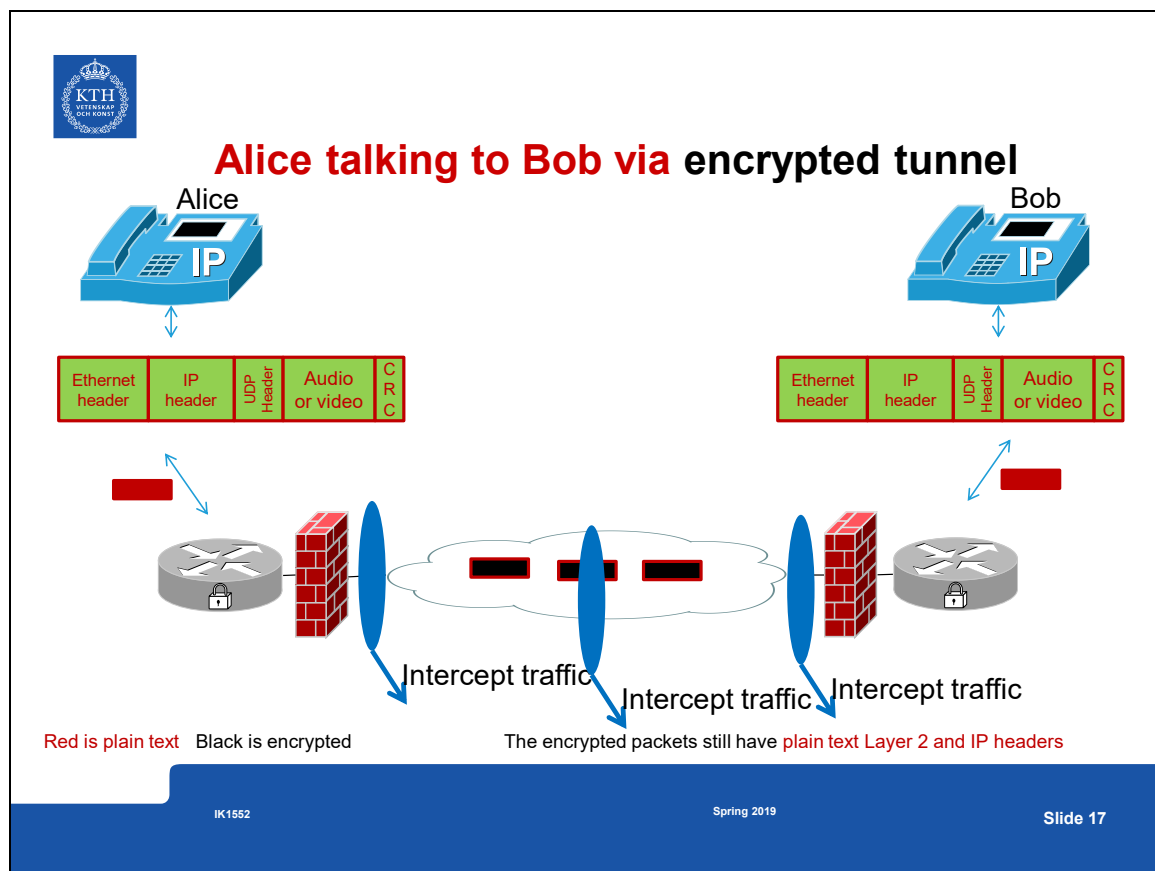 KTH
VETENSKAP
OCH KONST
Alice talking to Bob via encrypted tunnel
Alice
Bob
IP
IP
Ethernet
header
IP
header
UDP
Header
Audio
or video
C
R
C
Ethernet
header
IP
header
UDP
Header
Audio
or video
C
R
C
Intercept traffic
Intercept traffic
Intercept traffic
Red is plain text Black is encrypted
The encrypted packets still have plain text Layer 2 and IP headers
IK1552
Spring 2019
Slide 17